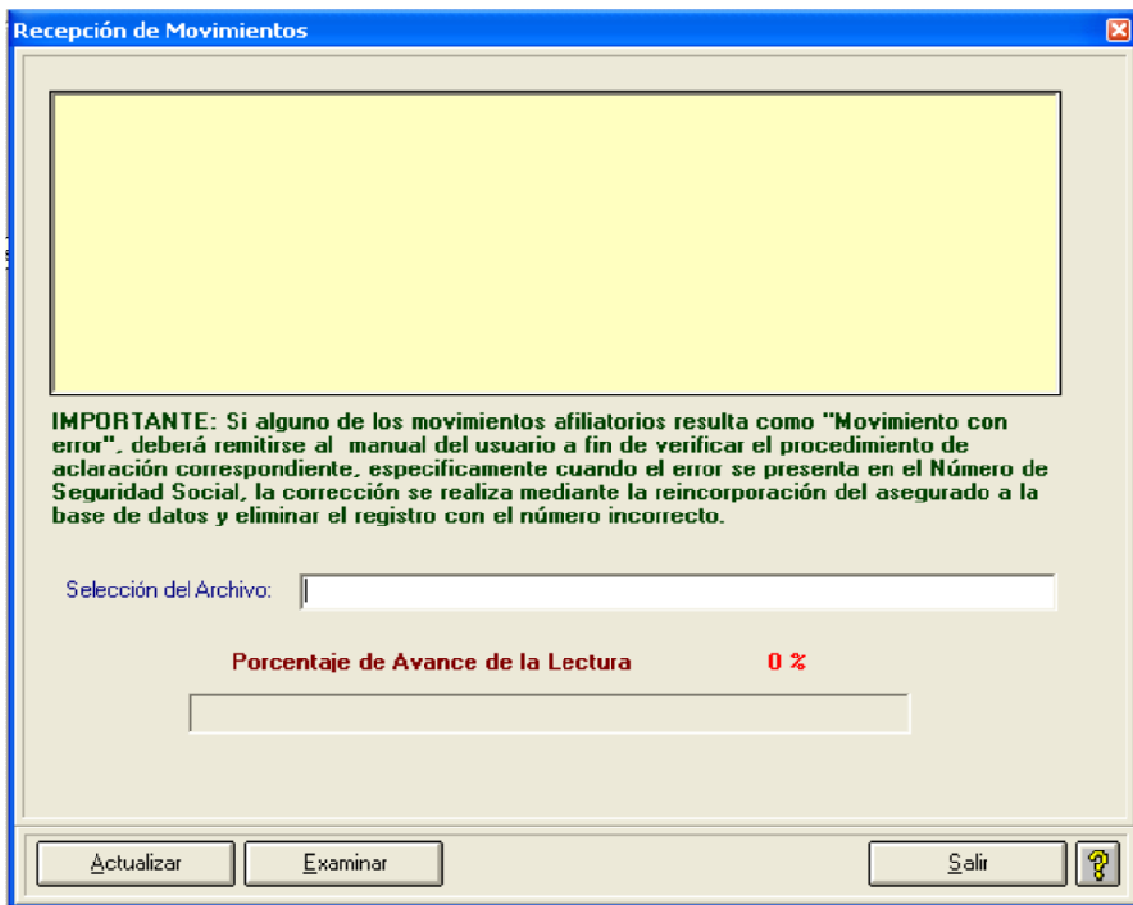 Recepción de Movimientos
IMPORTANTE: Si alguno de los movimientos afiliatorios resulta como "Movimiento con
error", deberá remitirse al manual del usuario a fin de verificar el procedimiento de
aclaración correspondiente, especificamente cuando el error se presenta en el Número de
Seguridad Social, la corrección se realiza mediante la reincorporación del asegurado a la
base de datos y eliminar el registro con el número incorrecto.
Selección del Archivo:
Porcentaje de Avance de la Lectura 0 %
Actualizar Examinar Salir ?